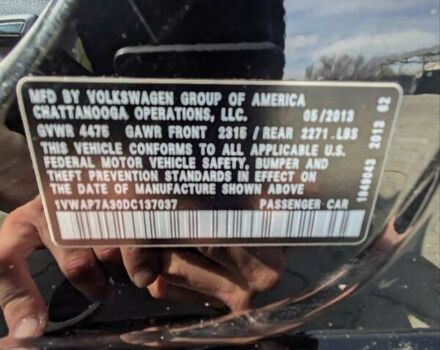 MFD BY VOLKSWAGEN GROUP OF AMERICA
CHATTANOOGA OPERATIONS, LLC. 05/2013
GVWR 4475 GAWR FRONT 2315 / REAR 2271 LBS
THIS VEHICLE CONFORMS TO ALL APPLICABLE U.S.
FEDERAL MOTOR VEHICLE SAFETY, BUMPER AND
THEFT PREVENTION STANDARDS IN EFFECT ON
THE DATE OF MANUFACTURE SHOWN ABOVE
1VWAP7A30DC137037 PASSENGER CAR
2013 02